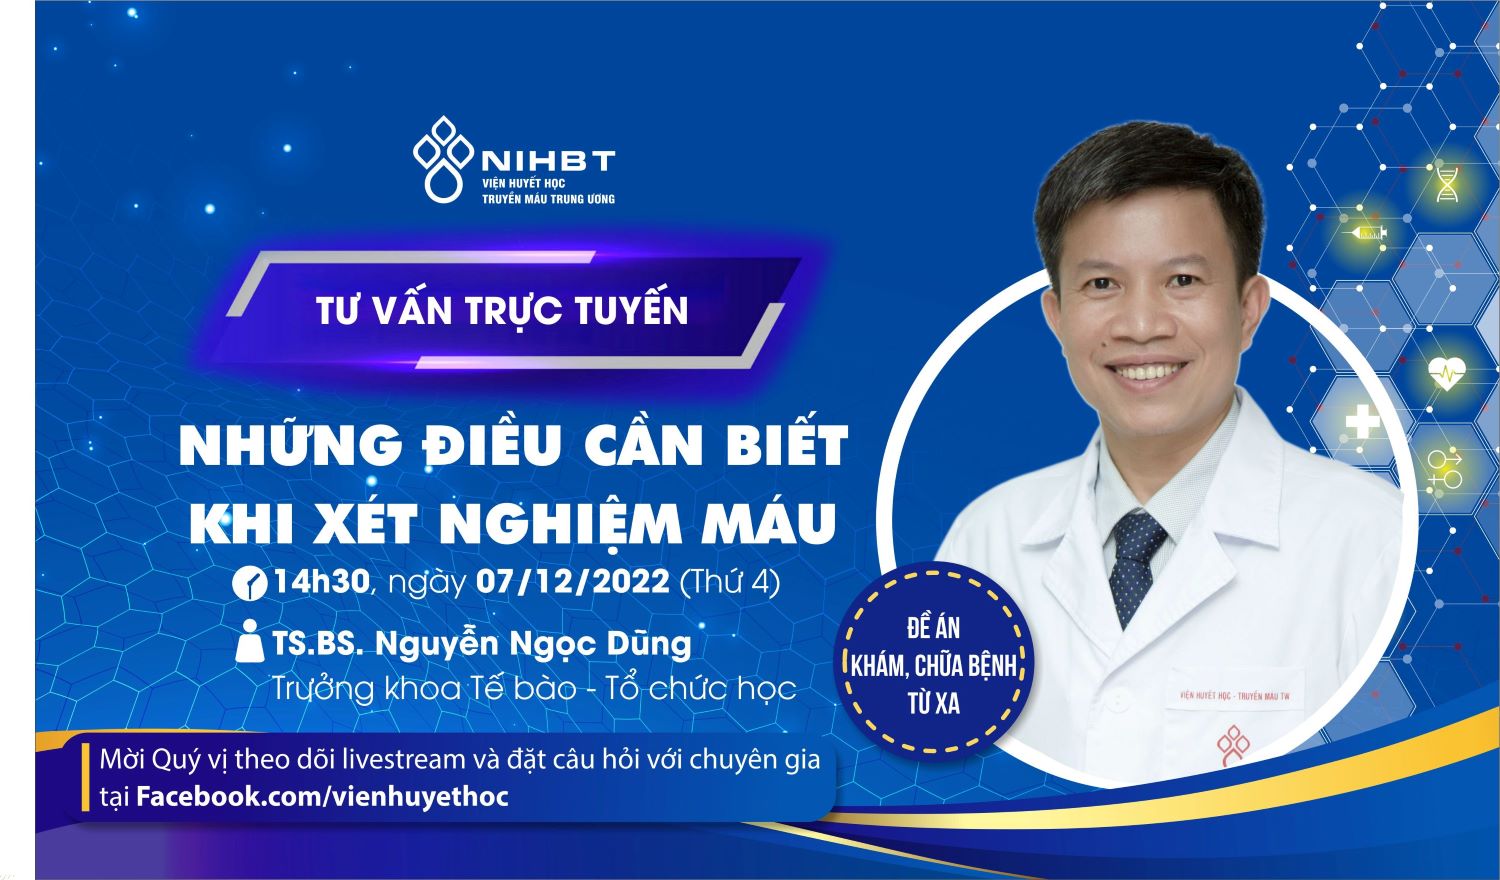 NIHBT
VIỆN HUYẾT HỌC
TRUYỀN MÁU TRUNG ƯƠNG
TƯ VẤN TRỰC TUYẾN
NHỮNG ĐIỀU CẦN BIẾT
KHI XÉT NGHIỆM MÁU
14h30, ngày 07/12/2022 (Thứ 4)
TS.BS. Nguyễn Ngọc Dũng
Trưởng khoa Tế bào - Tổ chức học
ĐỀ ÁN
KHÁM, CHỮA BỆNH
TỪ XA
VIỆN HUYẾT HỌC - TRUYỀN MÁU TW
Mời Quý vị theo dõi livestream và đặt câu hỏi với chuyên gia
tại Facebook.com/vienhuyethoc